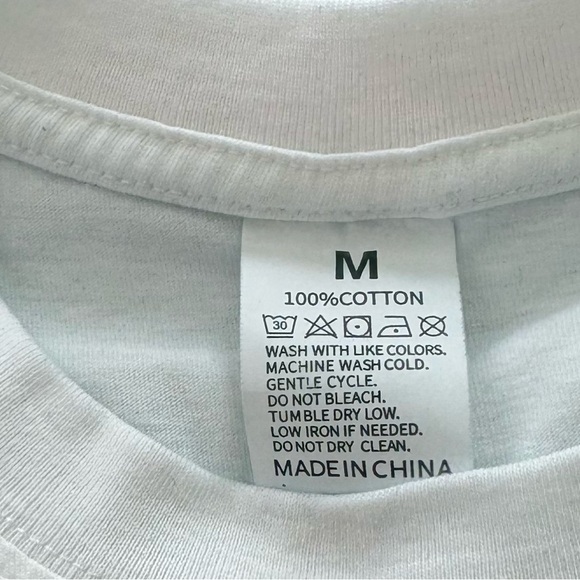 M
100%COTTON
30
WASH WITH LIKE COLORS.
MACHINE WASH COLD.
GENTLE CYCLE.
DO NOT BLEACH.
TUMBLE DRY LOW.
LOW IRON IF NEEDED.
DO NOT DRY CLEAN.
MADE IN CHINA